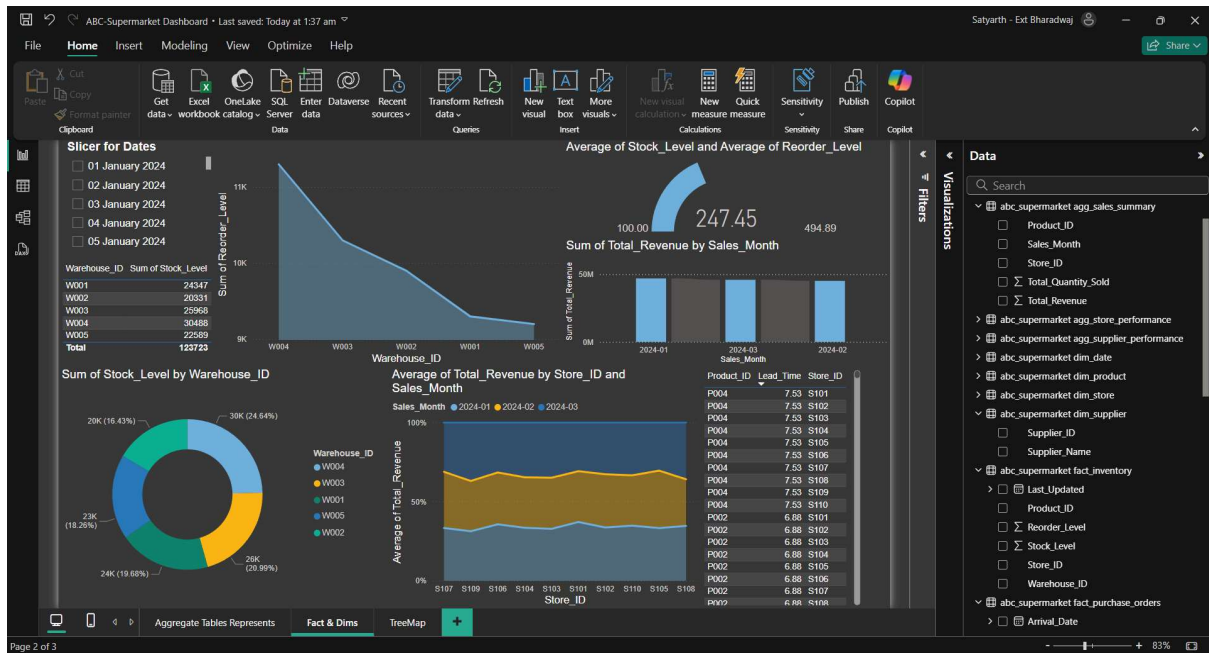 ABC-Supermarket Dashboard • Last saved: Today at 1:37 am
Satyarth - Ext Bharadwaj
File Home Insert Modeling View Optimize Help
Share
Paste
Cut
Copy
Format painter
Clipboard
Get data
Excel workbook
OneLake catalog
SQL Server
Enter data
Dataverse
Recent sources
Data
Transform data
Refresh
Queries
New visual
Text box
More visuals
Insert
New visual calculation
New measure
Quick measure
Calculations
Sensitivity
Sensitivity
Publish
Share
Copilot
Copilot
Slicer for Dates
01 January 2024
02 January 2024
03 January 2024
04 January 2024
05 January 2024
Warehouse_ID Sum of Stock_Level
W001 24347
W002 20331
W003 25968
W004 30488
W005 22589
Total 123723
Sum of Reorder_Level
11K
10K
9K
W004 W003 W002 W001 W005
Warehouse_ID
Average of Stock_Level and Average of Reorder_Level
247.45
100.00
494.89
Sum of Total_Revenue by Sales_Month
Sum of Total_Revenue
50M
0M
2024-01 2024-03 2024-02
Sales_Month
Sum of Stock_Level by Warehouse_ID
30K (24.64%)
26K
(20.99%)
24K (19.68%)
23K
(18.26%)
20K (16.43%)
Warehouse_ID
W004
W003
W001
W005
W002
Average of Total_Revenue by Store_ID and
Sales_Month
Sales_Month 2024-01 2024-02 2024-03
Average of Total_Revenue
100%
50%
0%
S107 S109 S106 S104 S103 S101 S102 S110 S105 S108
Store_ID
Product_ID Lead_Time Store_ID
P004 7.53 S101
P004 7.53 S102
P004 7.53 S103
P004 7.53 S104
P004 7.53 S105
P004 7.53 S106
P004 7.53 S107
P004 7.53 S108
P004 7.53 S109
P004 7.53 S110
P002 6.88 S101
P002 6.88 S102
P002 6.88 S103
P002 6.88 S104
P002 6.88 S105
P002 6.88 S106
P002 6.88 S107
P002 6.88 S108
Filters
Visualizations
Data
Search
abc_supermarket agg_sales_summary
Product_ID
Sales_Month
Store_ID
Total_Quantity_Sold
Total_Revenue
abc_supermarket agg_store_performance
abc_supermarket agg_supplier_performance
abc_supermarket dim_date
abc_supermarket dim_product
abc_supermarket dim_store
abc_supermarket dim_supplier
Supplier_ID
Supplier_Name
abc_supermarket fact_inventory
Last_Updated
Product_ID
Reorder_Level
Stock_Level
Store_ID
Warehouse_ID
abc_supermarket fact_purchase_orders
Arrival_Date
Aggregate Tables Represents
Fact & Dims
TreeMap
Page 2 of 3
83%